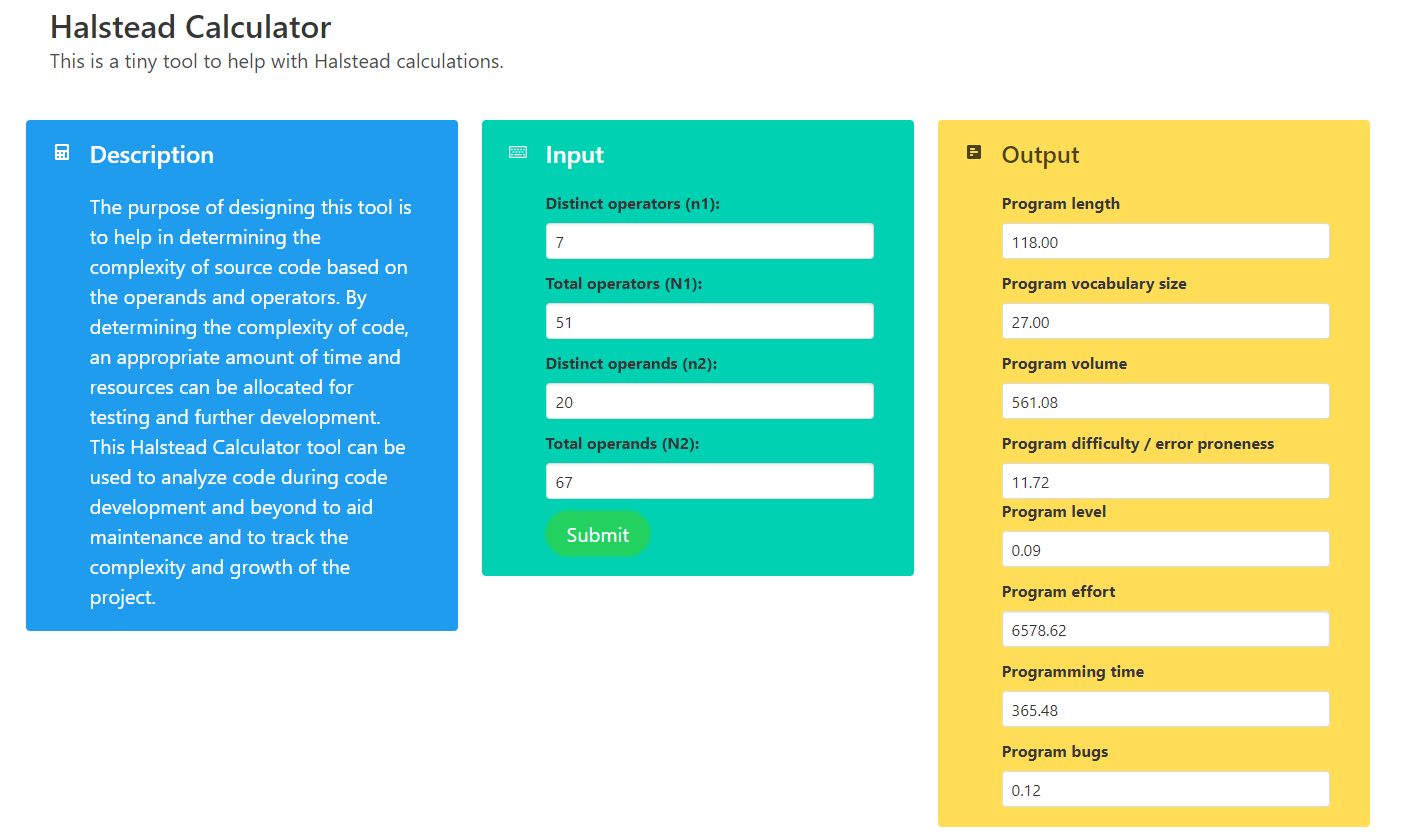 Halstead Calculator
This is a tiny tool to help with Halstead calculations.
Description
The purpose of designing this tool is
to help in determining the
complexity of source code based on
the operands and operators. By
determining the complexity of code,
an appropriate amount of time and
resources can be allocated for
testing and further development.
This Halstead Calculator tool can be
used to analyze code during code
development and beyond to aid
maintenance and to track the
complexity and growth of the
project.
Input
Distinct operators (n1):
7
Total operators (N1):
51
Distinct operands (n2):
20
Total operands (N2):
67
Submit
Output
Program length
118.00
Program vocabulary size
27.00
Program volume
561.08
Program difficulty / error proneness
11.72
Program level
0.09
Program effort
6578.62
Programming time
365.48
Program bugs
0.12